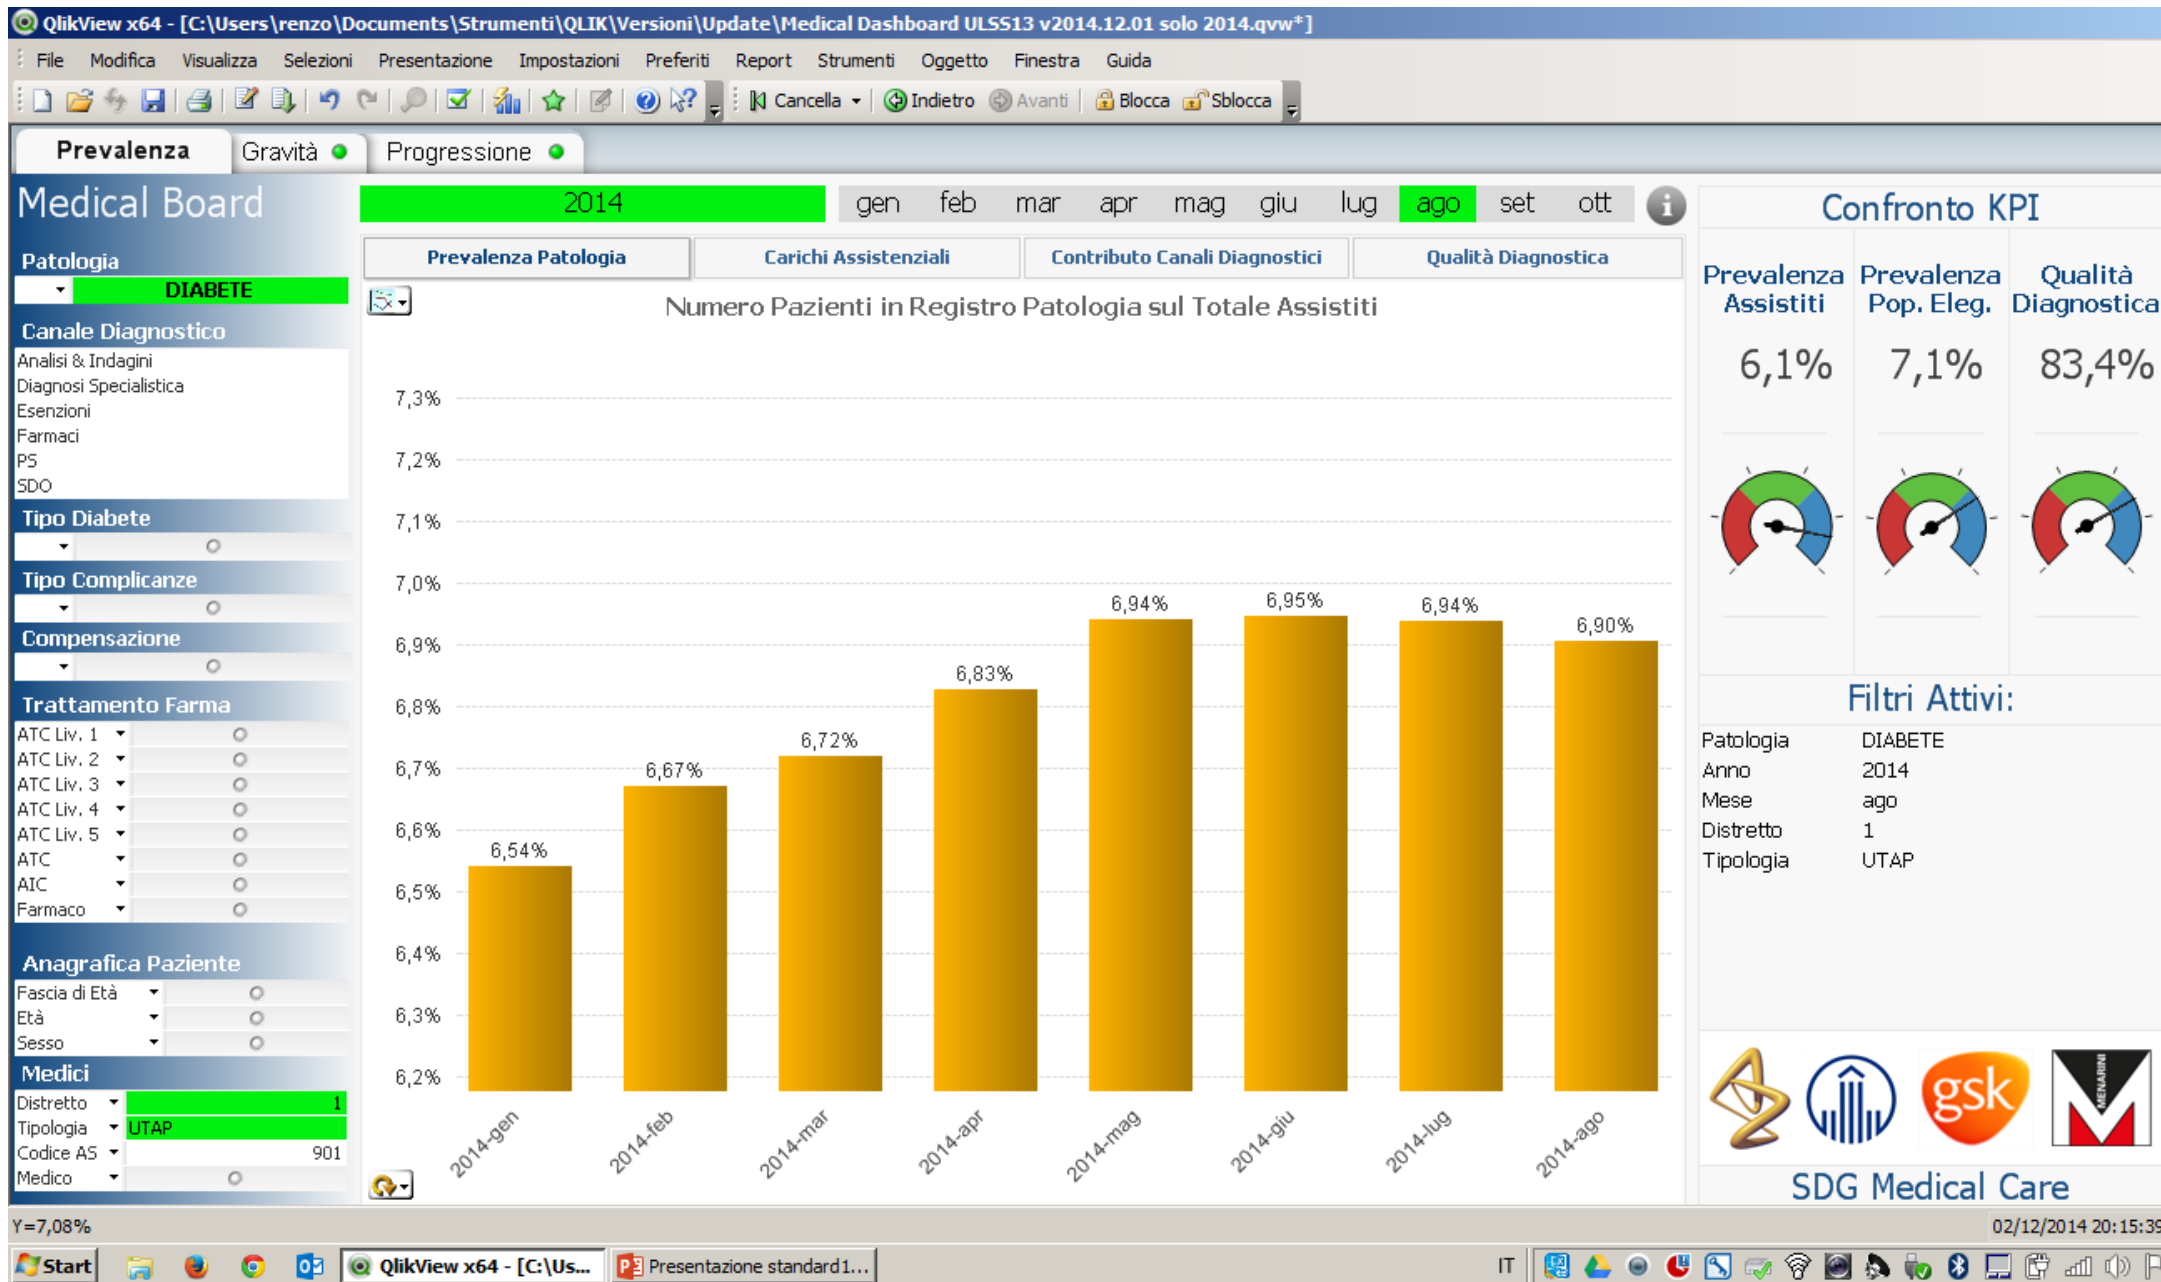 QlikView x64 - [C:\Users\renzo\Documents\Strumenti\QLIK\Versioni\Update\Medical Dashboard ULSS13 v2014.12.01 solo 2014.qvw*]
File Modifica Visualizza Selezioni Presentazione Impostazioni Preferiti Report Strumenti Oggetto Finestra Guida
Cancella Indietro Avanti Blocca Sblocca
Prevalenza Gravità Progressione
Medical Board
2014 gen feb mar apr mag giu lug ago set ott
Patologia
DIABETE
Canale Diagnostico
Analisi & Indagini
Diagnosi Specialistica
Esenzioni
Farmaci
PS
SDO
Tipo Diabete
Tipo Complicanze
Compensazione
Trattamento Farma
ATC Liv. 1
ATC Liv. 2
ATC Liv. 3
ATC Liv. 4
ATC Liv. 5
ATC
AIC
Farmaco
Anagrafica Paziente
Fascia di Età
Età
Sesso
Medici
Distretto 1
Tipologia UTAP
Codice AS 901
Medico
Prevalenza Patologia Carichi Assistenziali Contributo Canali Diagnostici Qualità Diagnostica
Numero Pazienti in Registro Patologia sul Totale Assistiti
7,3%
7,2%
7,1%
7,0%
6,9%
6,8%
6,7%
6,6%
6,5%
6,4%
6,3%
6,2%
6,54% 6,67% 6,72% 6,83% 6,94% 6,95% 6,94% 6,90%
2014-gen 2014-feb 2014-mar 2014-apr 2014-mag 2014-giu 2014-lug 2014-ago
Confronto KPI
Prevalenza Assistiti
Prevalenza Pop. Eleg.
Qualità Diagnostica
6,1% 7,1% 83,4%
Filtri Attivi:
Patologia DIABETE
Anno 2014
Mese ago
Distretto 1
Tipologia UTAP
gsk
MENARINI
SDG Medical Care
Y=7,08%
02/12/2014 20:15:39
Start
QlikView x64 - [C:\Us...
Presentazione standard1...
IT